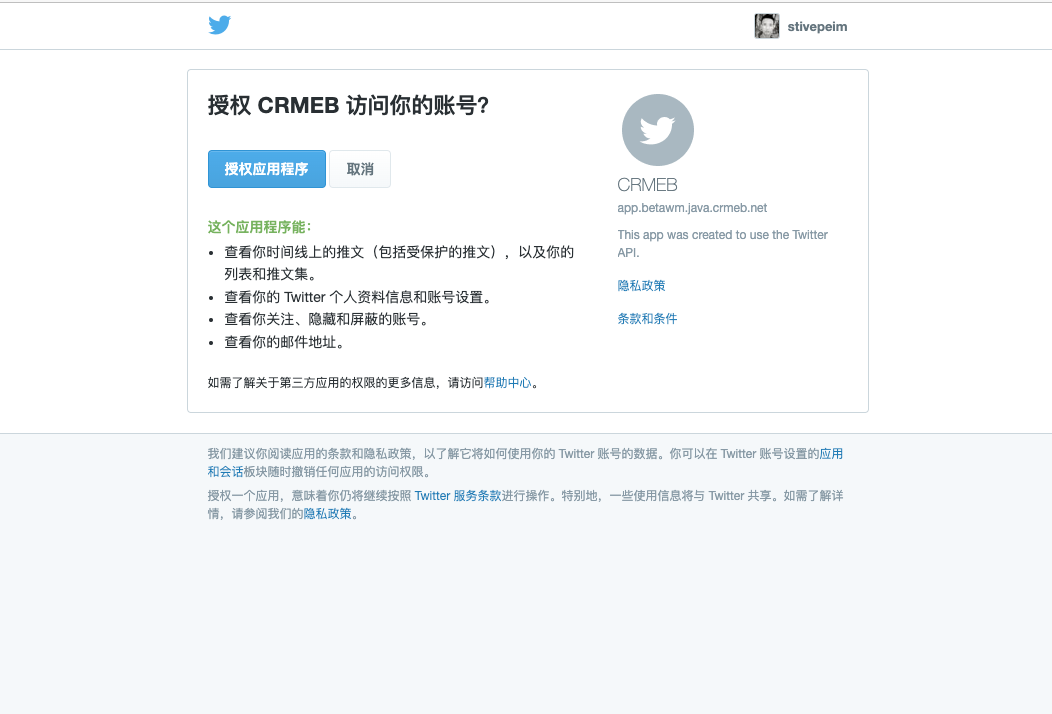 stivepeim
授权 CRMEB 访问你的账号?
授权应用程序
取消
这个应用程序能：
• 查看你时间线上的推文（包括受保护的推文），以及你的
列表和推文集。
• 查看你的 Twitter 个人资料信息和账号设置。
• 查看你关注、隐藏和屏蔽的账号。
• 查看你的邮件地址。
如需了解关于第三方应用的权限的更多信息，请访问帮助中心。
CRMEB
app.betawm.java.crmeb.net
This app was created to use the Twitter
API.
隐私政策
条款和条件
我们建议你阅读应用的条款和隐私政策，以了解它将如何使用你的 Twitter 账号的数据。你可以在 Twitter 账号设置的应用
和会话板块随时撤销任何应用的访问权限。
授权一个应用，意味着你仍将继续按照 Twitter 服务条款进行操作。特别地，一些使用信息将与 Twitter 共享。如需了解详
情，请参阅我们的隐私政策。